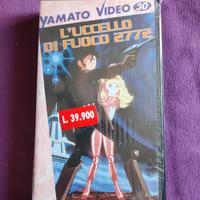 YAMATO VIDEO 30
L'UCCELLO
DI FUOCO 2772
L. 39.900